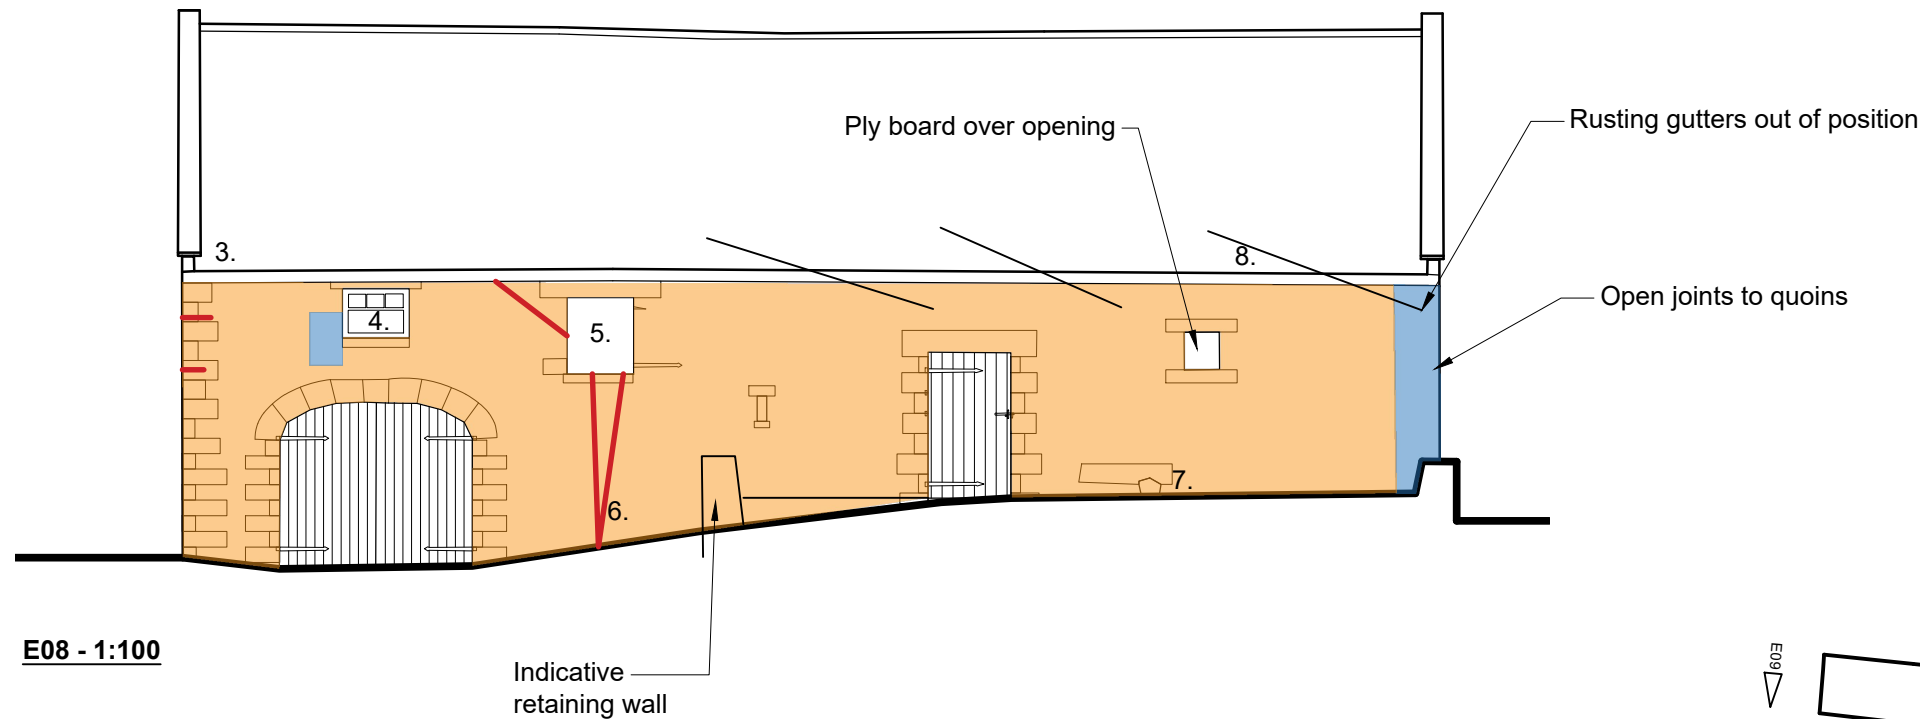 Ply board over opening
Rusting gutters out of position
3.
8.
Open joints to quoins
4.
5.
7.
6.
E08 - 1:100
Indicative
retaining wall
E09